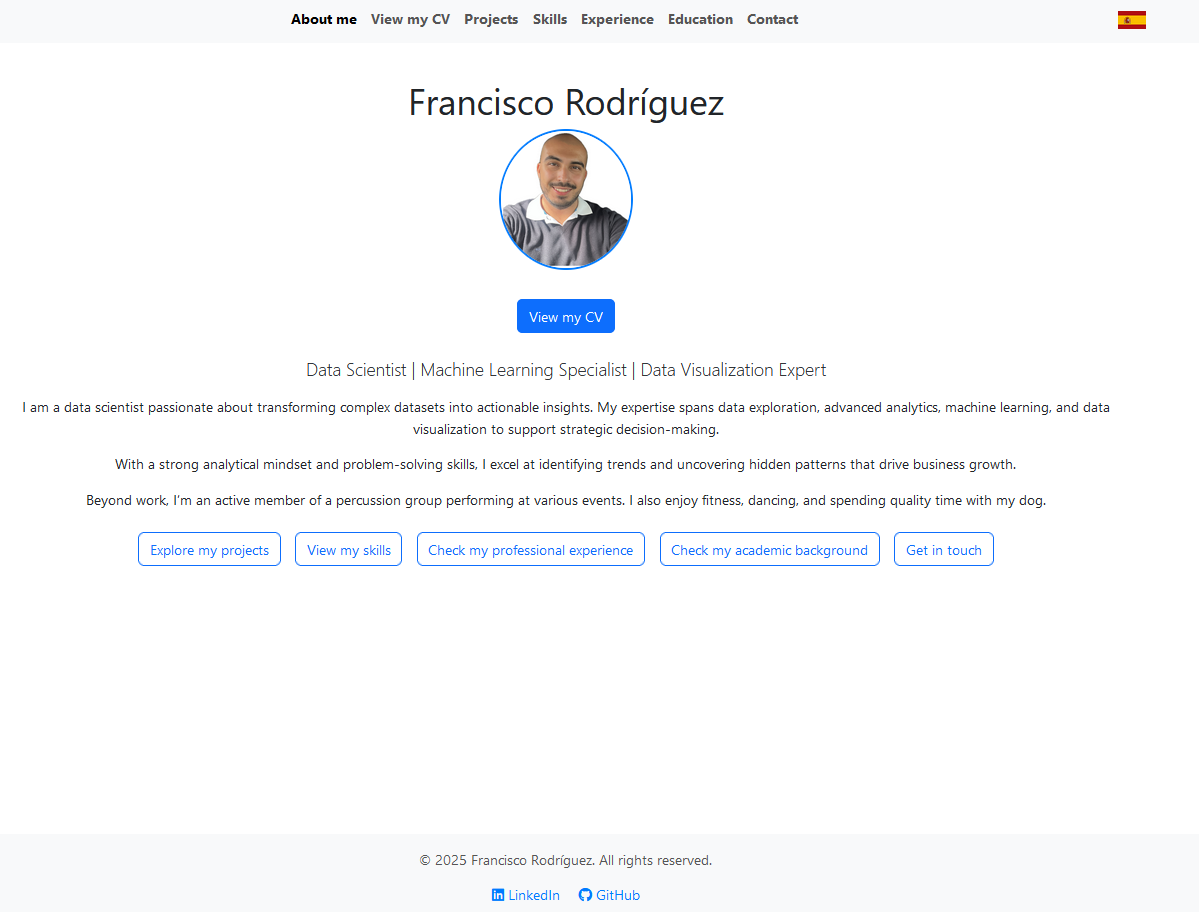 About me View my CV Projects Skills Experience Education Contact
Francisco Rodríguez
View my CV
Data Scientist | Machine Learning Specialist | Data Visualization Expert
I am a data scientist passionate about transforming complex datasets into actionable insights. My expertise spans data exploration, advanced analytics, machine learning, and data
visualization to support strategic decision-making.
With a strong analytical mindset and problem-solving skills, I excel at identifying trends and uncovering hidden patterns that drive business growth.
Beyond work, I'm an active member of a percussion group performing at various events. I also enjoy fitness, dancing, and spending quality time with my dog.
Explore my projects View my skills Check my professional experience Check my academic background Get in touch
© 2025 Francisco Rodríguez. All rights reserved.
LinkedIn GitHub